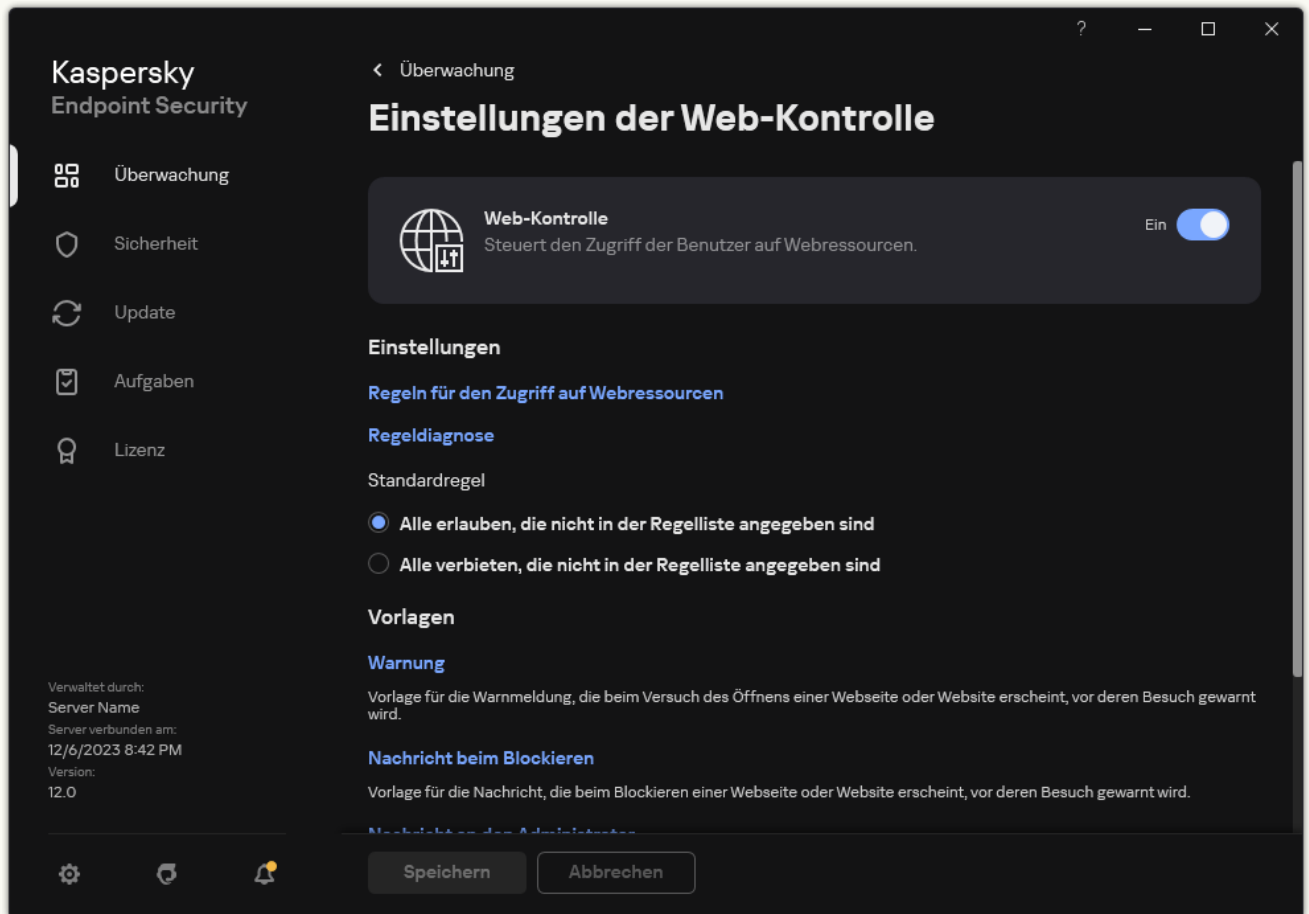 ?
Kaspersky
Endpoint Security
Überwachung
Sicherheit
Update
Aufgaben
Lizenz
Verwaltet durch:
Server Name
Server verbunden am:
12/6/2023 8:42 PM
Version:
12.0
Überwachung
Einstellungen der Web-Kontrolle
Web-Kontrolle
Steuert den Zugriff der Benutzer auf Webressourcen.
Ein
Einstellungen
Regeln für den Zugriff auf Webressourcen
Regeldiagnose
Standardregel
Alle erlauben, die nicht in der Regelliste angegeben sind
Alle verbieten, die nicht in der Regelliste angegeben sind
Vorlagen
Warnung
Vorlage für die Warnmeldung, die beim Versuch des Öffnens einer Webseite oder Website erscheint, vor deren Besuch gewarnt
wird.
Nachricht beim Blockieren
Vorlage für die Nachricht, die beim Blockieren einer Webseite oder Website erscheint, vor deren Besuch gewarnt wird.
Nachricht an den Administrator
Speichern
Abbrechen